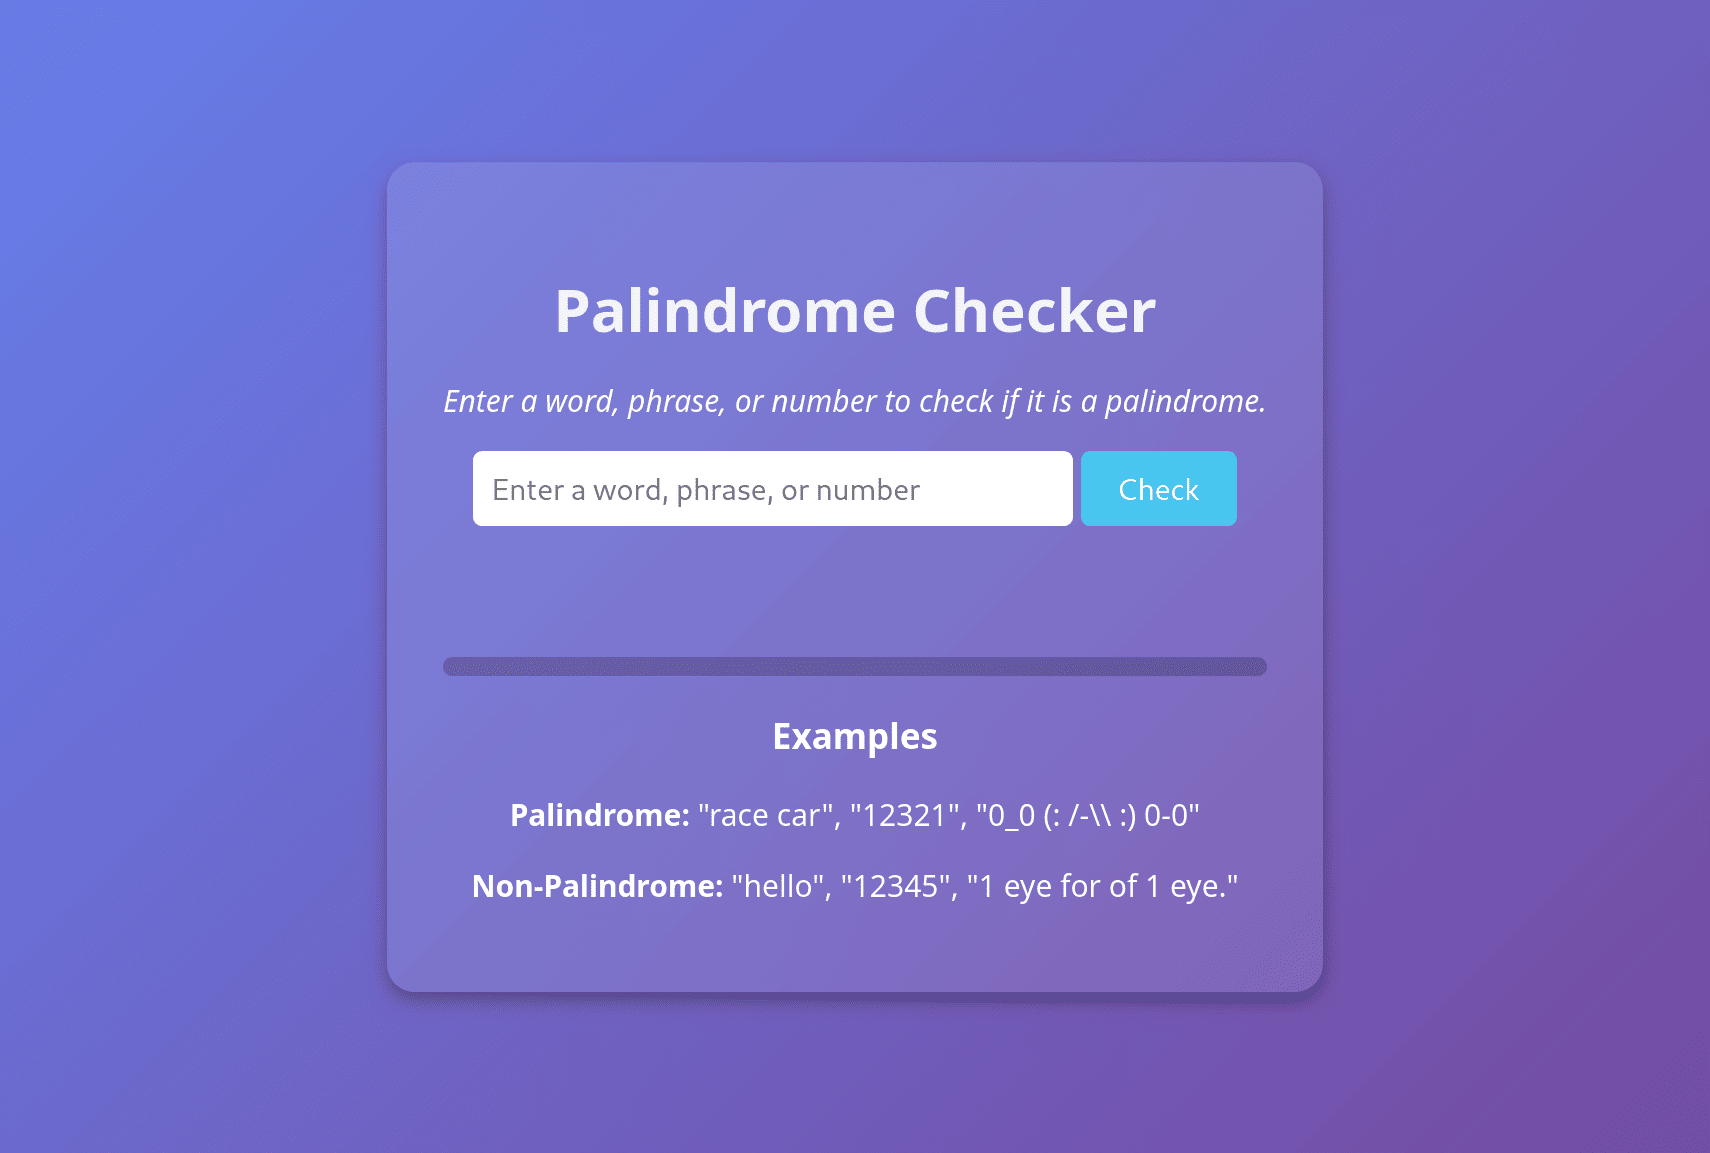 Palindrome Checker
Enter a word, phrase, or number to check if it is a palindrome.
Enter a word, phrase, or number
Check
Examples
Palindrome: "race car", "12321", "0_0 (: /-\\ :) 0-0"
Non-Palindrome: "hello", "12345", "1 eye for of 1 eye."